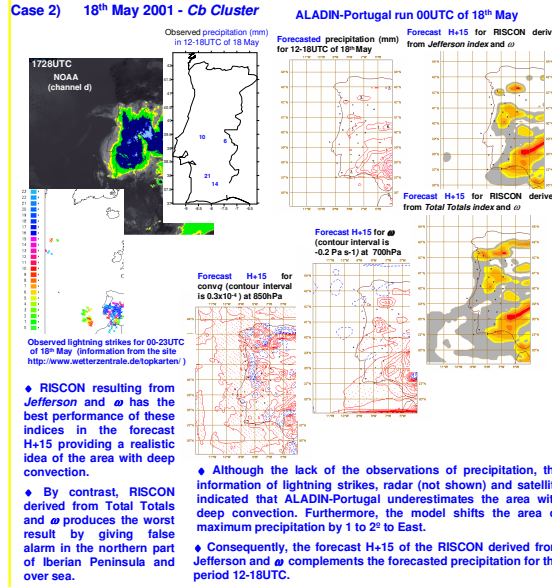 Case 2) 18th May 2001 - Cb Cluster
ALADIN-Portugal run 00UTC of 18th May
Observed precipitation (mm)
in 12-18UTC of 18 May
1728UTC
NOAA
(channel d)
10
6
21
14
Forecasted precipitation (mm)
for 12-18UTC of 18th May
Forecast H+15 for RISCON deriv
from Jefferson index and ω
Forecast H+15 for RISCON derive
from Total Totals index and ω
Forecast H+15 for ω
(contour interval is
-0.2 Pa s-1) at 700hPa
Forecast H+15 for
convq (contour interval
is 0.3x10-4 ) at 850hPa
Observed lightning strikes for 00-23UTC
of 18th May (information from the site
http://www.wetterzentrale.de/topkarten/ )
♦ RISCON resulting from
Jefferson and ω has the
best performance of these
indices in the forecast
H+15 providing a realistic
idea of the area with deep
convection.
♦ By contrast, RISCON
derived from Total Totals
and ω produces the worst
result by giving false
alarm in the northern part
of Iberian Peninsula and
over sea.
♦ Although the lack of the observations of precipitation, th
information of lightning strikes, radar (not shown) and satellit
indicated that ALADIN-Portugal underestimates the area wit
deep convection. Furthermore, the model shifts the area o
maximum precipitation by 1 to 2º to East.
♦ Consequently, the forecast H+15 of the RISCON derived from
Jefferson and ω complements the forecasted precipitation for th
period 12-18UTC.